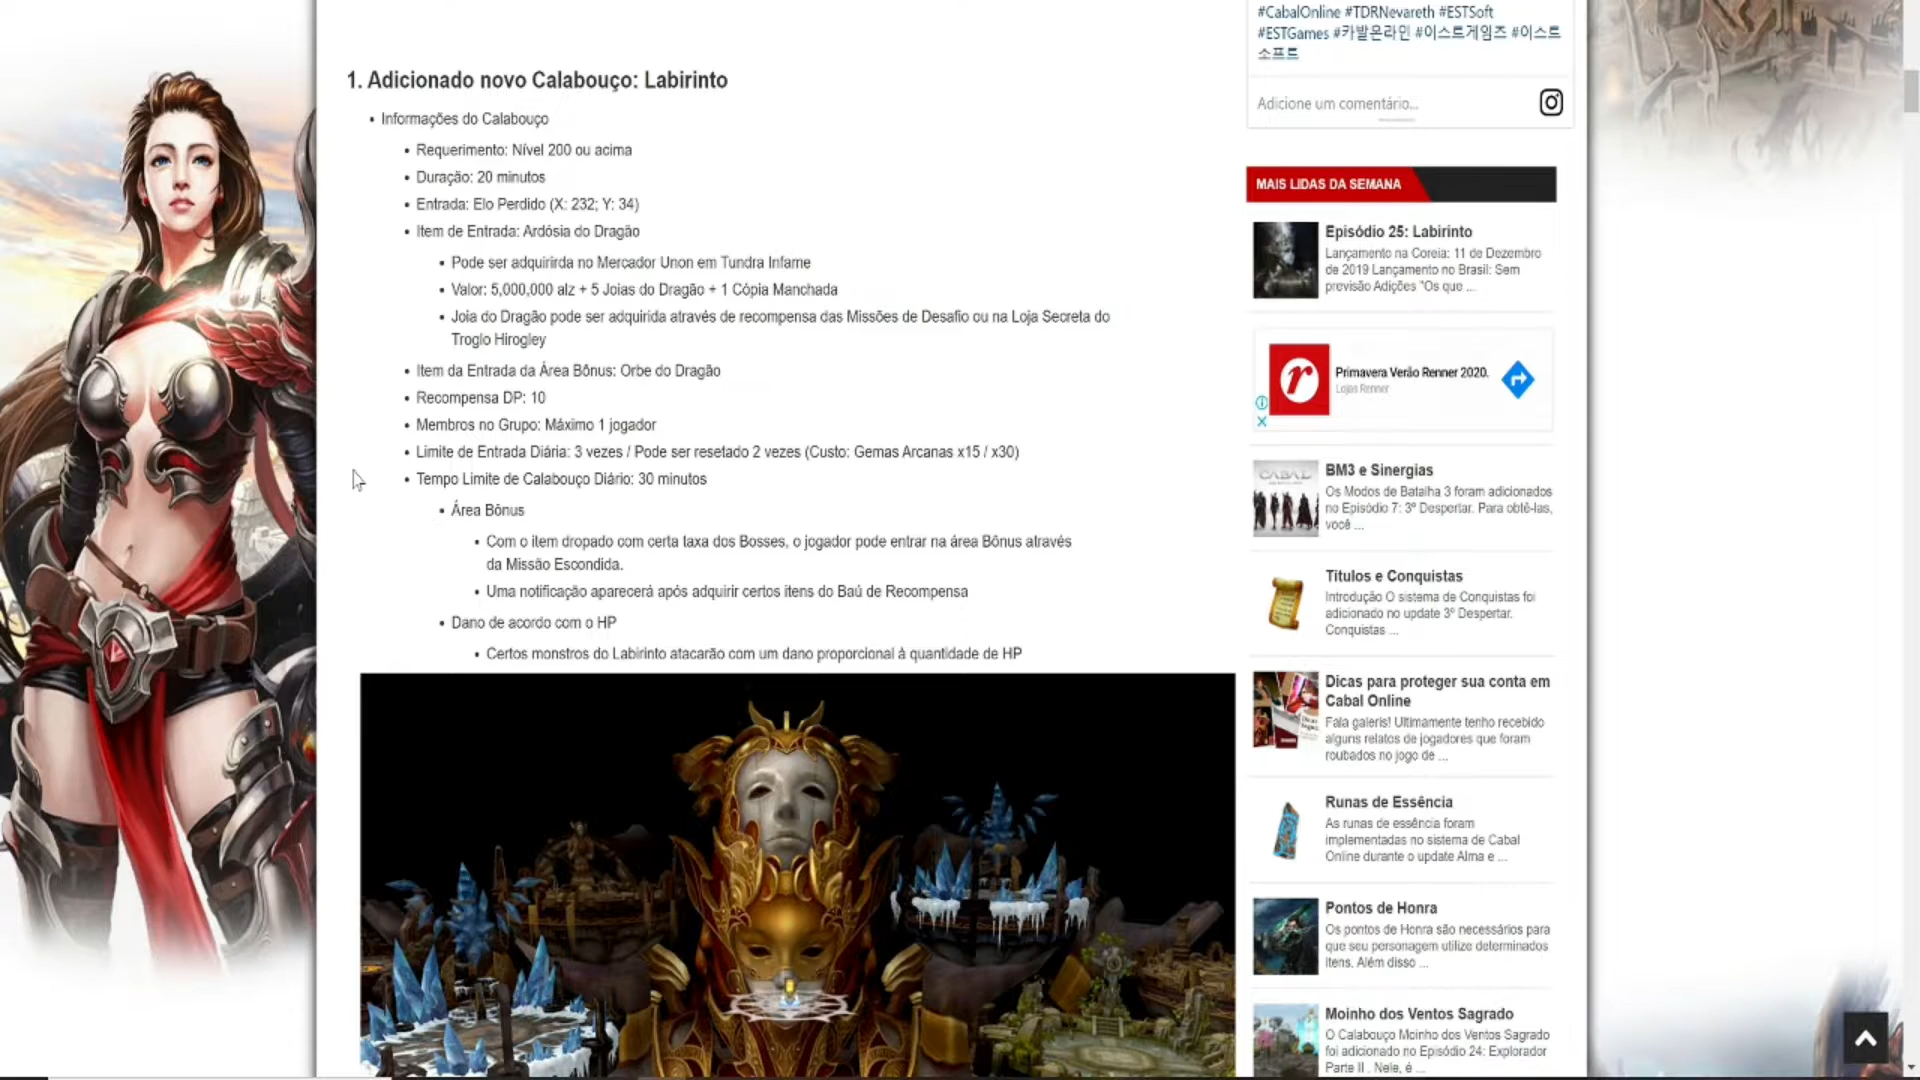 1. Adicionado novo Calabouço: Labirinto
Informações do Calabouço
Requerimento: Nível 200 ou acima
Duração: 20 minutos
Entrada: Elo Perdido (X: 232; Y: 34)
Item de Entrada: Ardósia do Dragão
Pode ser adquirirda no Mercador Unon em Tundra Infame
Valor: 5,000,000 alz + 5 Joias do Dragão + 1 Cópia Manchada
Joia do Dragão pode ser adquirida através de recompensa das Missões de Desafio ou na Loja Secreta do
Troglo Hirogley
Item da Entrada da Área Bônus: Orbe do Dragão
Recompensa DP: 10
Membros no Grupo: Máximo 1 jogador
Limite de Entrada Diária: 3 vezes / Pode ser resetado 2 vezes (Custo: Gemas Arcanas x15 / x30)
Tempo Limite de Calabouço Diário: 30 minutos
Área Bônus
Com o item dropado com certa taxa dos Bosses, o jogador pode entrar na área Bônus através
da Missão Escondida.
Uma notificação aparecerá após adquirir certos itens do Baú de Recompensa
Dano de acordo com o HP
Certos monstros do Labirinto atacarão com um dano proporcional à quantidade de HP
#CabalOnline #TDRNevareth #ESTSoft
#ESTGames #카발온라인 #이스트게임즈 #이스트
소프트
Adicione um comentário...
MAIS LIDAS DA SEMANA
Episódio 25: Labirinto
Lançamento na Coreia: 11 de Dezembro
de 2019 Lançamento no Brasil: Sem
previsão Adições "Os que ...
r
Primavera Verão Renner 2020.
Lojas Renner
CABAL
BM3 e Sinergias
Os Modos de Batalha 3 foram adicionados
no Episódio 7: 3º Despertar. Para obtê-las,
você ...
Títulos e Conquistas
Introdução O sistema de Conquistas foi
adicionado no update 3º Despertar.
Conquistas ...
Dicas para proteger sua conta em
Cabal Online
Fala galeris! Ultimamente tenho recebido
alguns relatos de jogadores que foram
roubados no jogo de ...
Runas de Essência
As runas de essência foram
implementadas no sistema de Cabal
Online durante o update Alma e ...
Pontos de Honra
Os pontos de Honra são necessários para
que seu personagem utilize determinados
itens. Além disso ...
Moinho dos Ventos Sagrado
O Calabouço Moinho dos Ventos Sagrado
foi adicionado no Episódio 24: Explorador
Parte II . Nele, é ...